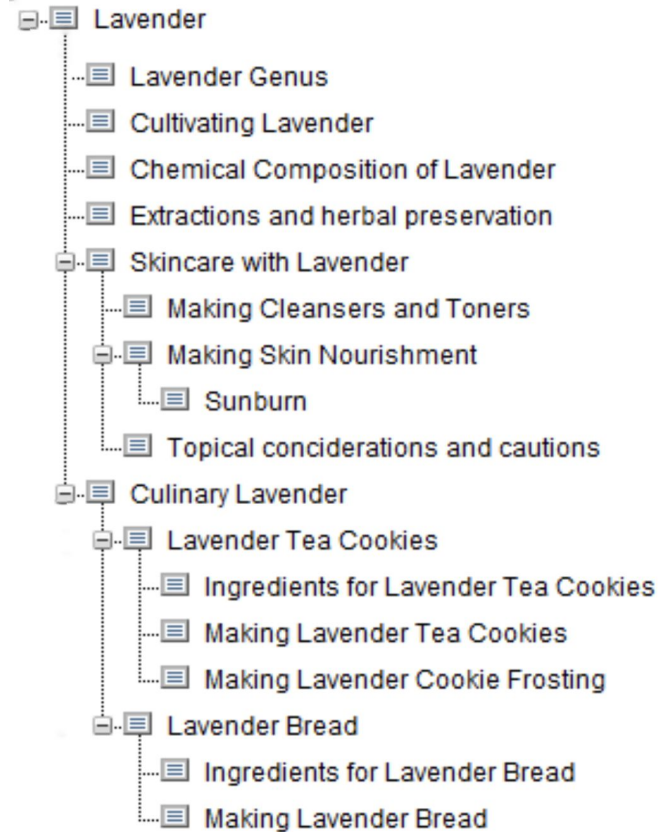 Lavender
Lavender Genus
Cultivating Lavender
Chemical Composition of Lavender
Extractions and herbal preservation
Skincare with Lavender
Making Cleansers and Toners
Making Skin Nourishment
Sunburn
Topical conciderations and cautions
Culinary Lavender
Lavender Tea Cookies
Ingredients for Lavender Tea Cookies
Making Lavender Tea Cookies
Making Lavender Cookie Frosting
Lavender Bread
Ingredients for Lavender Bread
Making Lavender Bread